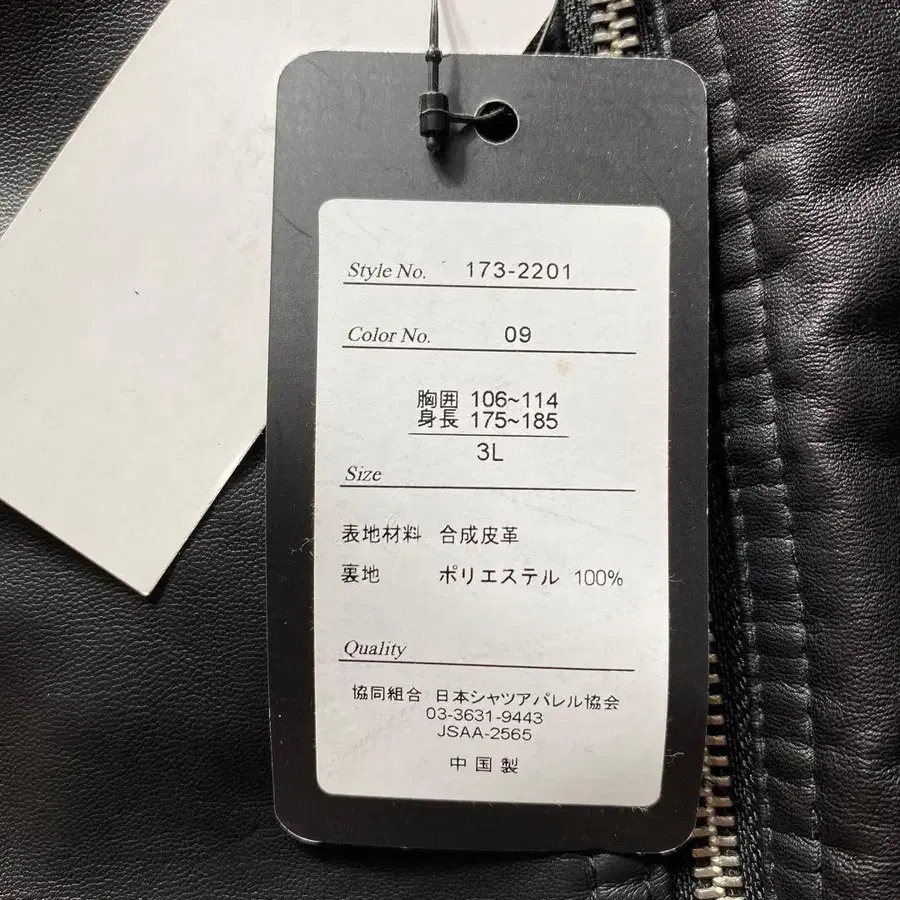 Style No. 173-2201
Color No. 09
胸囲 106~114
身長 175~185
3L
Size
表地材料 合成皮革
裏地 ポリエステル 100%
Quality
協同組合 日本シャツアパレル協会
03-3631-9443
JSAA-2565
中国製